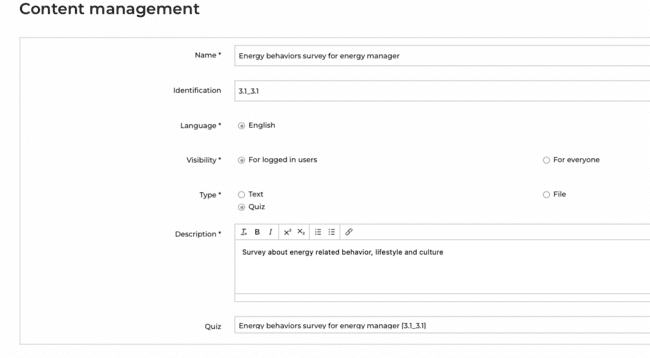 Content management
Name * Energy behaviors survey for energy manager
Identification 3.1_3.1
Language * English
Visibility * For logged in users For everyone
Type * Text File
Quiz
Description * B I X² X₂
Survey about energy related behavior, lifestyle and culture
Quiz Energy behaviors survey for energy manager [3.1_3.1]